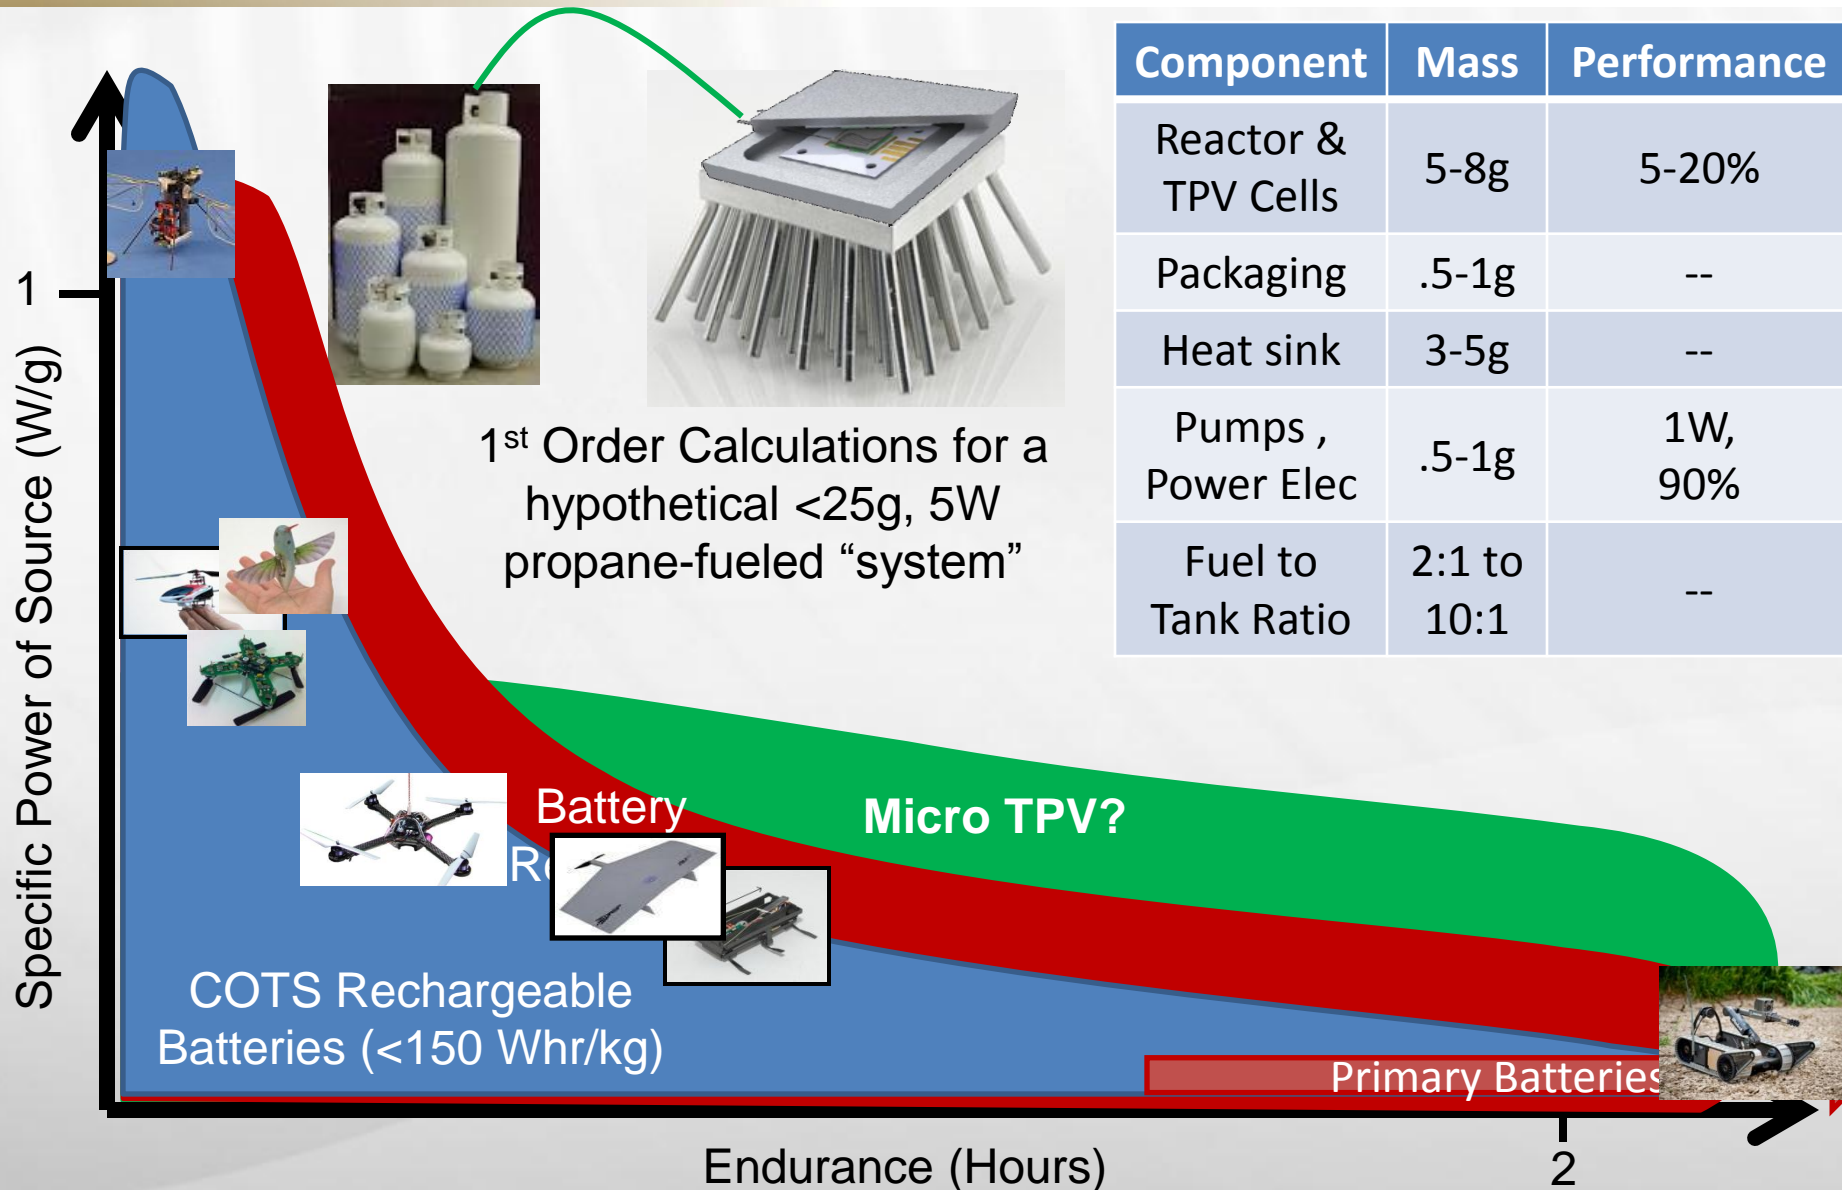 Component Mass Performance
Reactor &
TPV Cells
5-8g
5-20%
Packaging .5-1g --
Heat sink 3-5g --
Pumps ,
Power Elec
.5-1g
1W,
90%
Fuel to
Tank Ratio
2:1 to
10:1
--
1st Order Calculations for a
hypothetical <25g, 5W
propane-fueled “system”
Specific Power of Source (W/g)
1
Battery
Micro TPV?
COTS Rechargeable
Batteries (<150 Whr/kg)
Primary Batteries
Endurance (Hours)
2